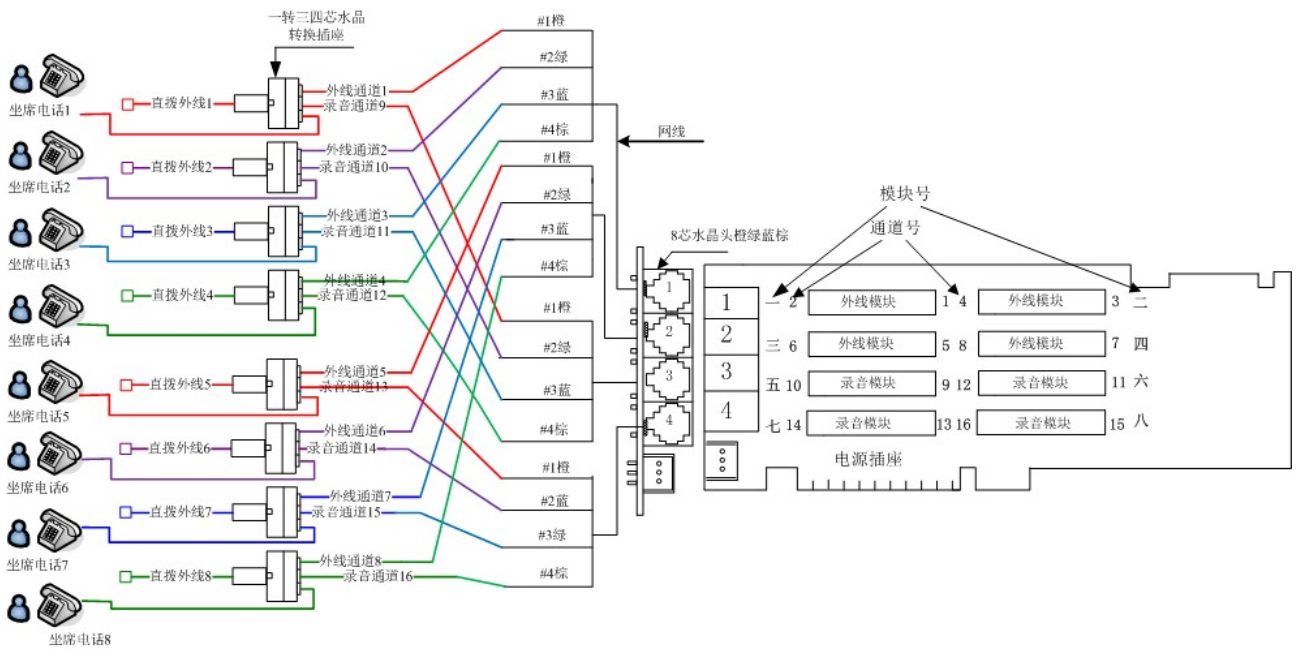 一转三四芯水晶
转换插座
坐席电话1
直拨外线1
外线通道1
录音通道9
坐席电话2
直拨外线2
外线通道2
录音通道10
坐席电话3
直拨外线3
外线通道3
录音通道11
坐席电话4
直拨外线4
外线通道4
录音通道12
坐席电话5
直拨外线5
外线通道5
录音通道13
坐席电话6
直拨外线6
外线通道6
录音通道14
坐席电话7
直拨外线7
外线通道7
录音通道15
坐席电话8
直拨外线8
外线通道8
录音通道16
#1橙
#2绿
#3蓝
#4棕
#1橙
#2绿
#3蓝
#4棕
#1橙
#2绿
#3蓝
#4棕
#1橙
#2蓝
#3绿
#4棕
网线
8芯水晶头橙绿蓝棕
1
2
3
4
1
2
3
4
模块号
通道号
一 2 外线模块 1 4 外线模块 3 二
三 6 外线模块 5 8 外线模块 7 四
五 10 录音模块 9 12 录音模块 11 六
七 14 录音模块 13 16 录音模块 15 八
电源插座